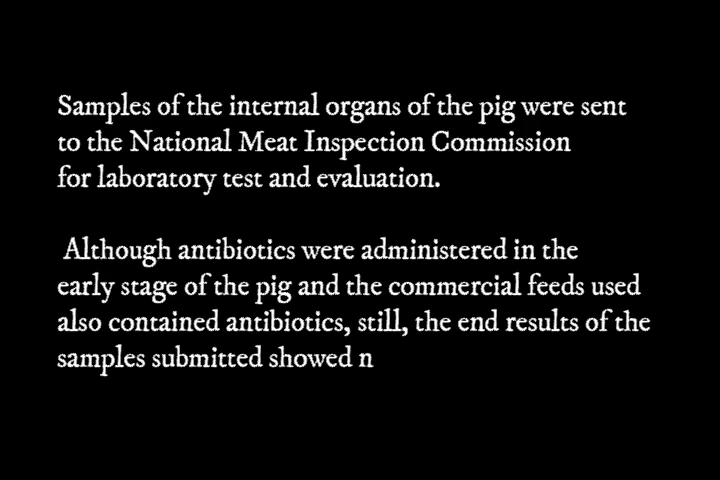 Samples of the internal organs of the pig were sent
to the National Meat Inspection Commission
for laboratory test and evaluation.
Although antibiotics were administered in the
early stage of the pig and the commercial feeds used
also contained antibiotics, still, the end results of the
samples submitted showed n